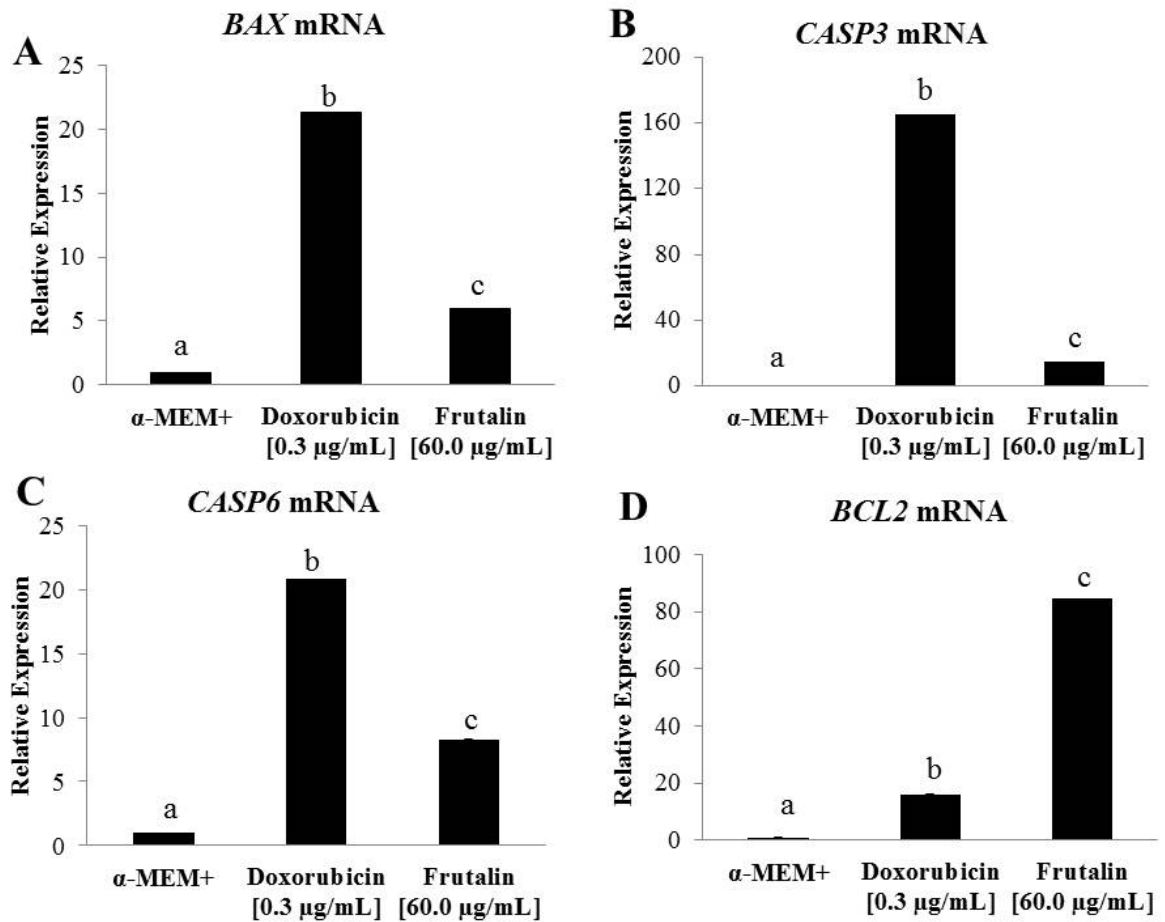 A
BAX mRNA
25
20
15
10
5
0
Relative Expression
a
b
c
α-MEM+
Doxorubicin
[0.3 µg/mL]
Frutalin
[60.0 µg/mL]
B
CASP3 mRNA
200
160
120
80
40
0
Relative Expression
a
b
c
α-MEM+
Doxorubicin
[0.3 µg/mL]
Frutalin
[60.0 µg/mL]
C
CASP6 mRNA
25
20
15
10
5
0
Relative Expression
a
b
c
α-MEM+
Doxorubicin
[0.3 µg/mL]
Frutalin
[60.0 µg/mL]
D
BCL2 mRNA
100
80
60
40
20
0
Relative Expression
a
b
c
α-MEM+
Doxorubicin
[0.3 µg/mL]
Frutalin
[60.0 µg/mL]